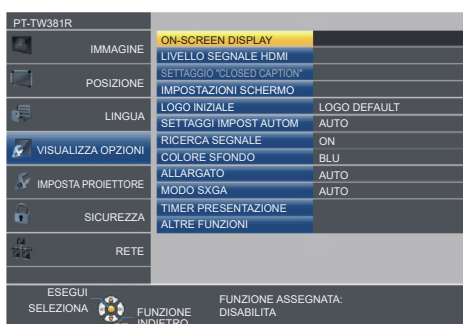 PT-TW381R
IMMAGINE
POSIZIONE
LINGUA
VISUALIZZA OPZIONI
IMPOSTA PROIETTORE
SICUREZZA
RETE
ON-SCREEN DISPLAY
LIVELLO SEGNALE HDMI
SETTAGGIO "CLOSED CAPTION"
IMPOSTAZIONI SCHERMO
LOGO INIZIALE LOGO DEFAULT
SETTAGGI IMPOST AUTOM AUTO
RICERCA SEGNALE ON
COLORE SFONDO BLU
ALLARGATO AUTO
MODO SXGA AUTO
TIMER PRESENTAZIONE
ALTRE FUNZIONI
ESEGUI
SELEZIONA
FUNZIONE
INDIETRO
FUNZIONE ASSEGNATA:
DISABILITA